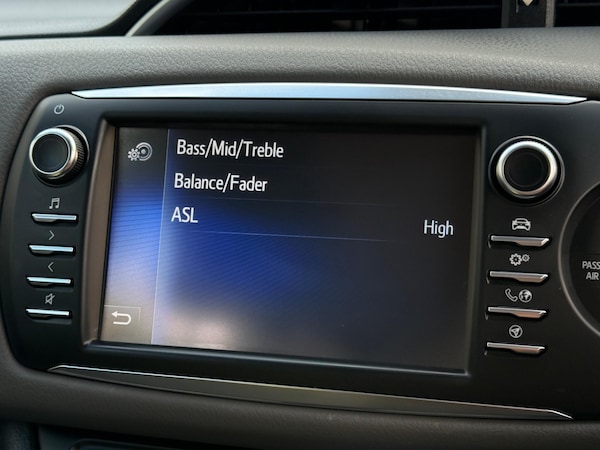 Bass/Mid/Treble
Balance/Fader
ASL High
PASS
AIR